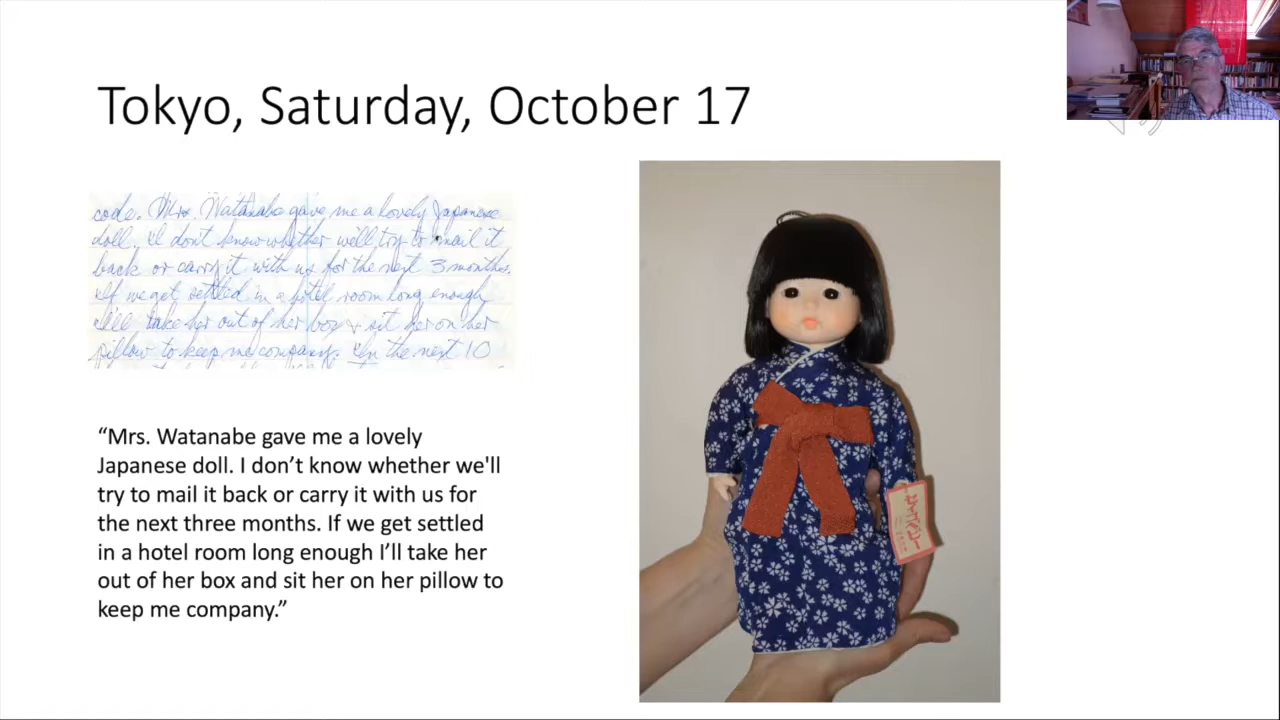 Tokyo, Saturday, October 17
code. Mrs. Watanabe gave me a lovely Japanese
doll. I don't know whether we'll try to mail it
back or carry it with us for the next 3 months.
If we get settled in a hotel room long enough
I'll take her out of her box & sit her on her
pillow to keep me company. In the next 10
“Mrs. Watanabe gave me a lovely
Japanese doll. I don’t know whether we'll
try to mail it back or carry it with us for
the next three months. If we get settled
in a hotel room long enough I’ll take her
out of her box and sit her on her pillow to
keep me company.”